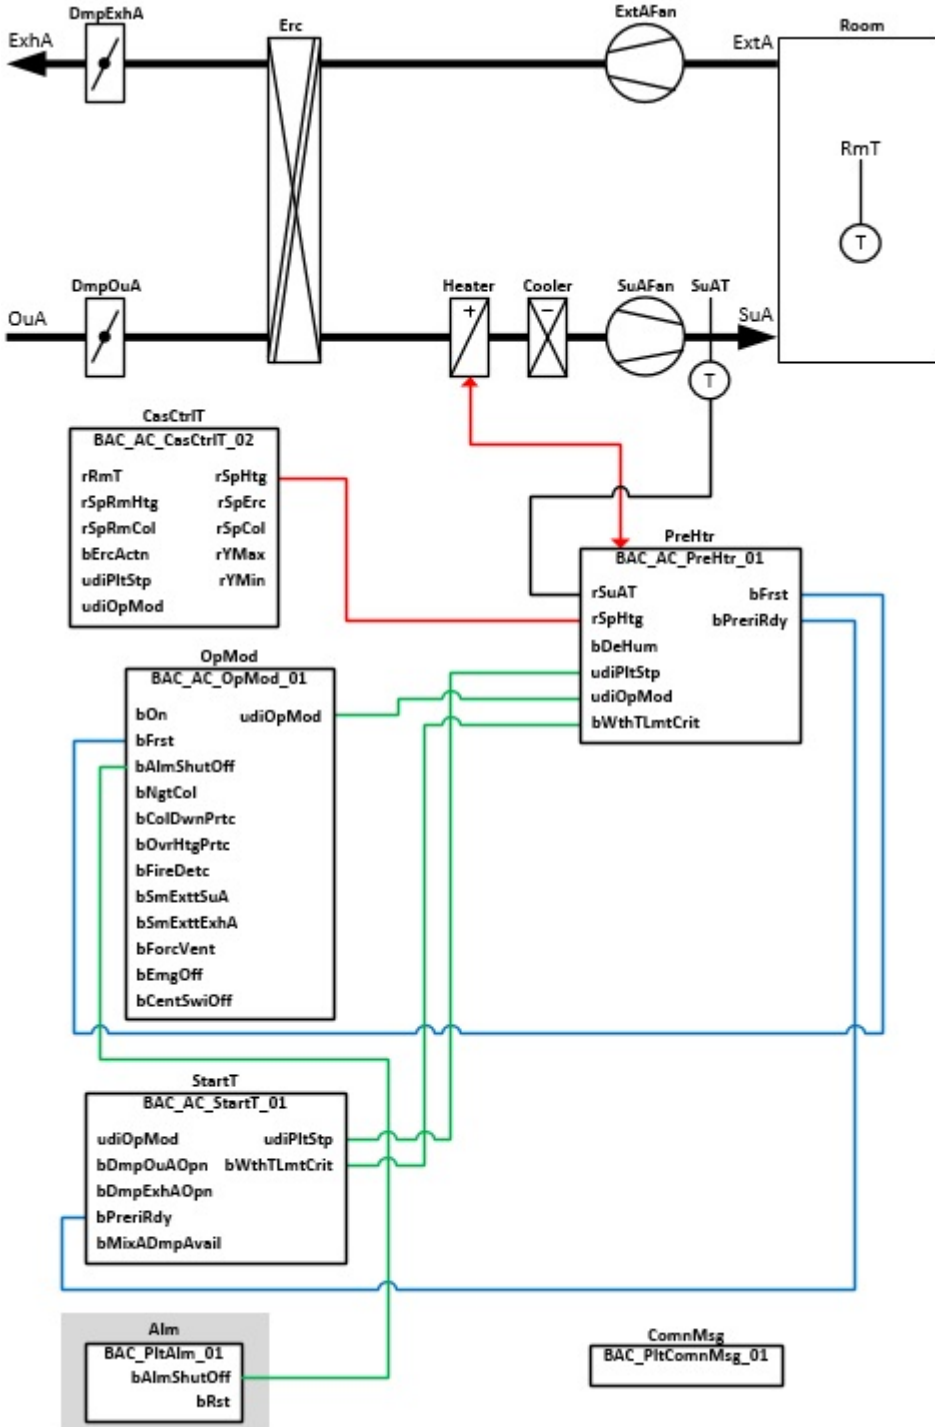 DmpExhA
Erc
ExtAFan
Room
ExhA
ExtA
RmT
T
DmpOuA
Heater
Cooler
SuAFan
SuAT
OuA
+
−
SuA
T
CasCtrlT
BAC_AC_CasCtrlT_02
rRmT rSpHtg
rSpRmHtg rSpErc
rSpRmCol rSpCol
bErcActn rYMax
udiPltStp rYMin
udiOpMod
PreHtr
BAC_AC_PreHtr_01
rSuAT bFrst
rSpHtg bPreriRdy
bDeHum
udiPltStp
udiOpMod
bWthTLmtCrit
OpMod
BAC_AC_OpMod_01
bOn udiOpMod
bFrst
bAlmShutOff
bNgtCol
bColDwnPrtc
bOvrHtgPrtc
bFireDetc
bSmExttSuA
bSmExttExhA
bForcVent
bEmgOff
bCentSwiOff
StartT
BAC_AC_StartT_01
udiOpMod udiPltStp
bDmpOuAOpn bWthTLmtCrit
bDmpExhAOpn
bPreriRdy
bMixADmpAvail
Alm
BAC_PltAlm_01
bAlmShutOff
bRst
ComnMsg
BAC_PltComnMsg_01